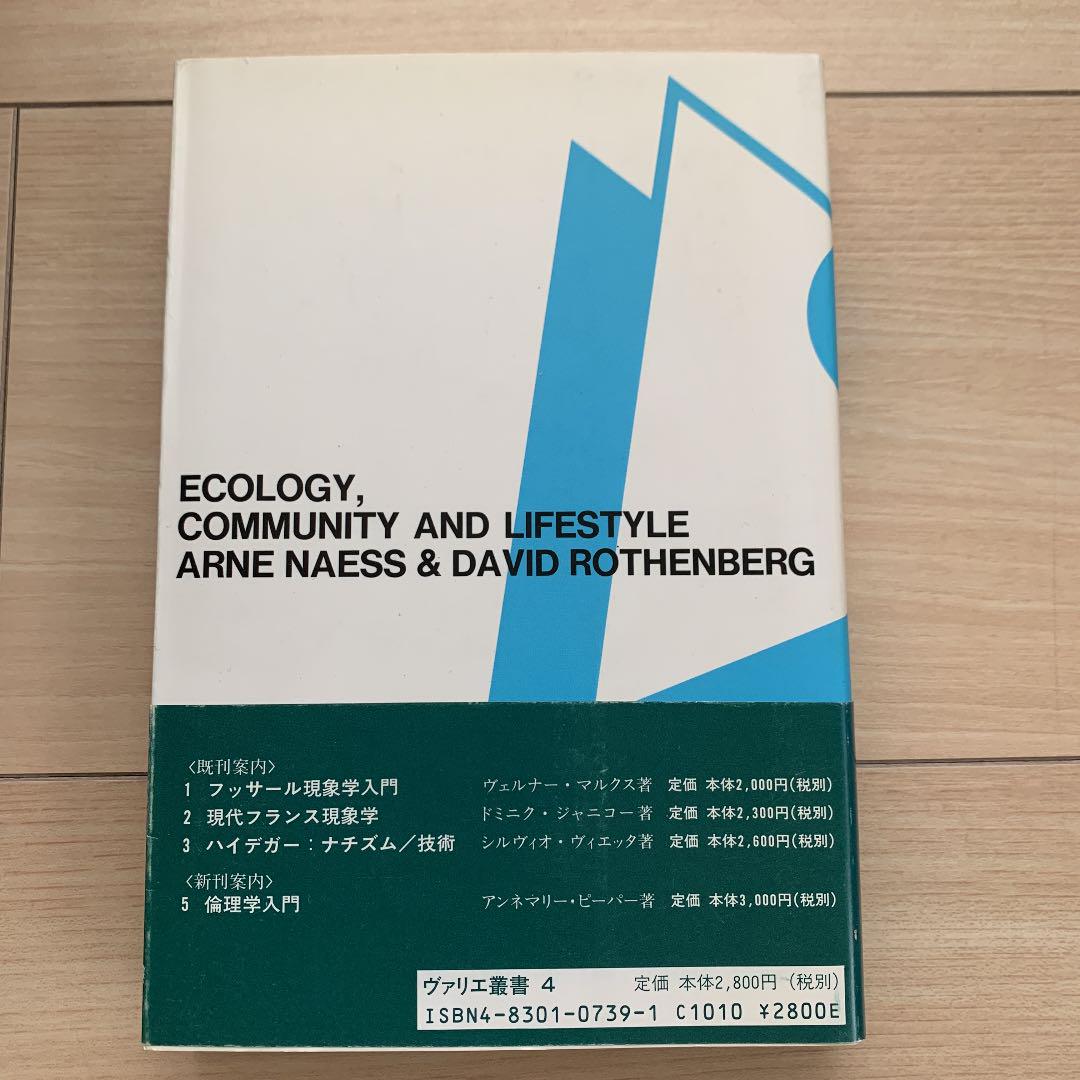 ECOLOGY,
COMMUNITY AND LIFESTYLE
ARNE NAESS & DAVID ROTHENBERG
〈既刊案内〉
1 フッサール現象学入門 ヴェルナー・マルクス著 定価 本体2,000円(税別)
2 現代フランス現象学 ドミニク・ジャニコー著 定価 本体2,300円(税別)
3 ハイデガー：ナチズム／技術 シルヴィオ・ヴィエッタ著 定価 本体2,600円(税別)
〈新刊案内〉
5 倫理学入門 アンネマリー・ピーパー著 定価 本体3,000円(税別)
ヴァリエ叢書 4 定価 本体2,800円（税別）
ISBN4-8301-0739-1 C1010 ¥2800E